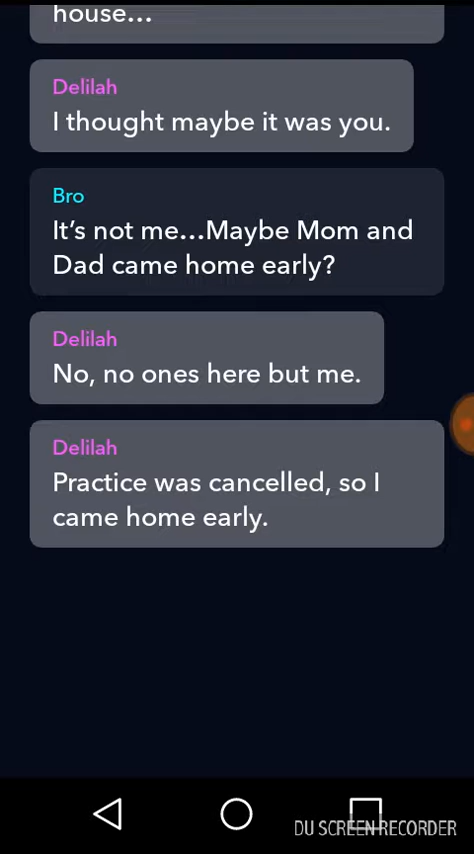 house...
Delilah
I thought maybe it was you.
Bro
It's not me...Maybe Mom and
Dad came home early?
Delilah
No, no ones here but me.
Delilah
Practice was cancelled, so I
came home early.
DU SCREEN RECORDER